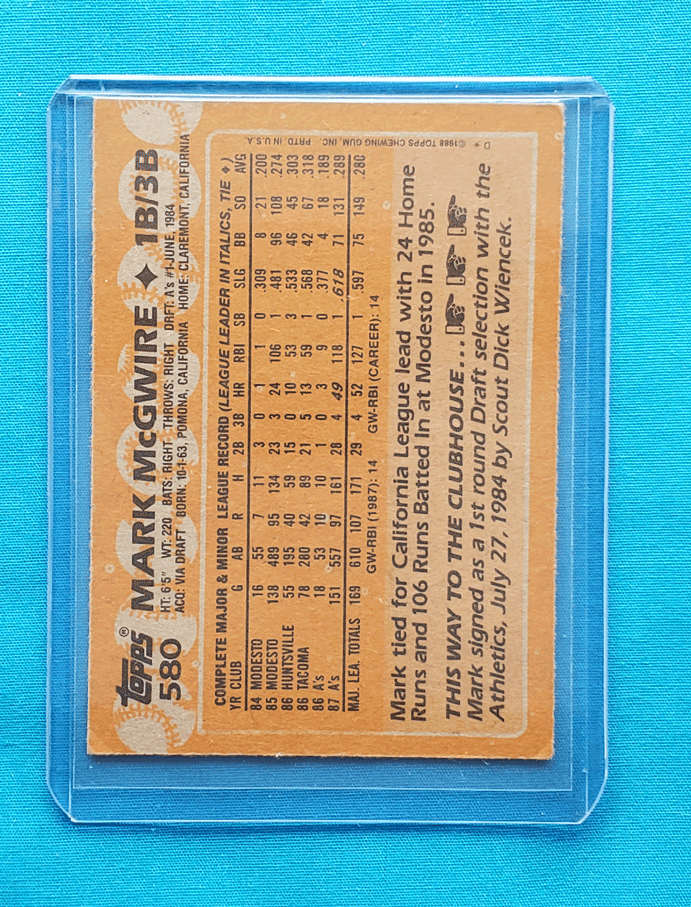 TOPPS® MARK McGWIRE ✦ 1B/3B
580 HT: 6'5" WT: 220 BATS: RIGHT THROWS: RIGHT DRAFT: A's #1-JUNE, 1984
ACQ: VIA DRAFT BORN: 10-1-63, POMONA, CALIFORNIA HOME: CLAREMONT, CALIFORNIA
COMPLETE MAJOR & MINOR LEAGUE RECORD (LEAGUE LEADER IN ITALICS, TIE ✦)
YR CLUB G AB R H 2B 3B HR RBI SB SLG BB SO AVG
84 MODESTO 16 55 7 11 3 0 1 1 0 .309 8 21 .200
85 MODESTO 138 489 95 134 23 3 24 106 1 .481 96 108 .274
86 HUNTSVILLE 55 195 40 59 15 0 10 53 3 .533 46 45 .303
86 TACOMA 78 280 42 89 21 5 13 59 1 .568 42 67 .318
86 A's 18 53 10 10 1 0 3 9 0 .377 4 18 .189
87 A's 151 557 97 161 28 4 49 118 1 .618 71 131 .289
MAJ. LEA. TOTALS 169 610 107 171 29 4 52 127 1 .597 75 149 .280
GW-RBI (1987): 14 GW-RBI (CAREER): 14
Mark tied for California League lead with 24 Home
Runs and 106 Runs Batted In at Modesto in 1985.
THIS WAY TO THE CLUBHOUSE...
Mark signed as a 1st round Draft selection with the
Athletics, July 27, 1984 by Scout Dick Wiencek.
D* ©1988 TOPPS CHEWING GUM, INC. PRTD IN U.S.A.